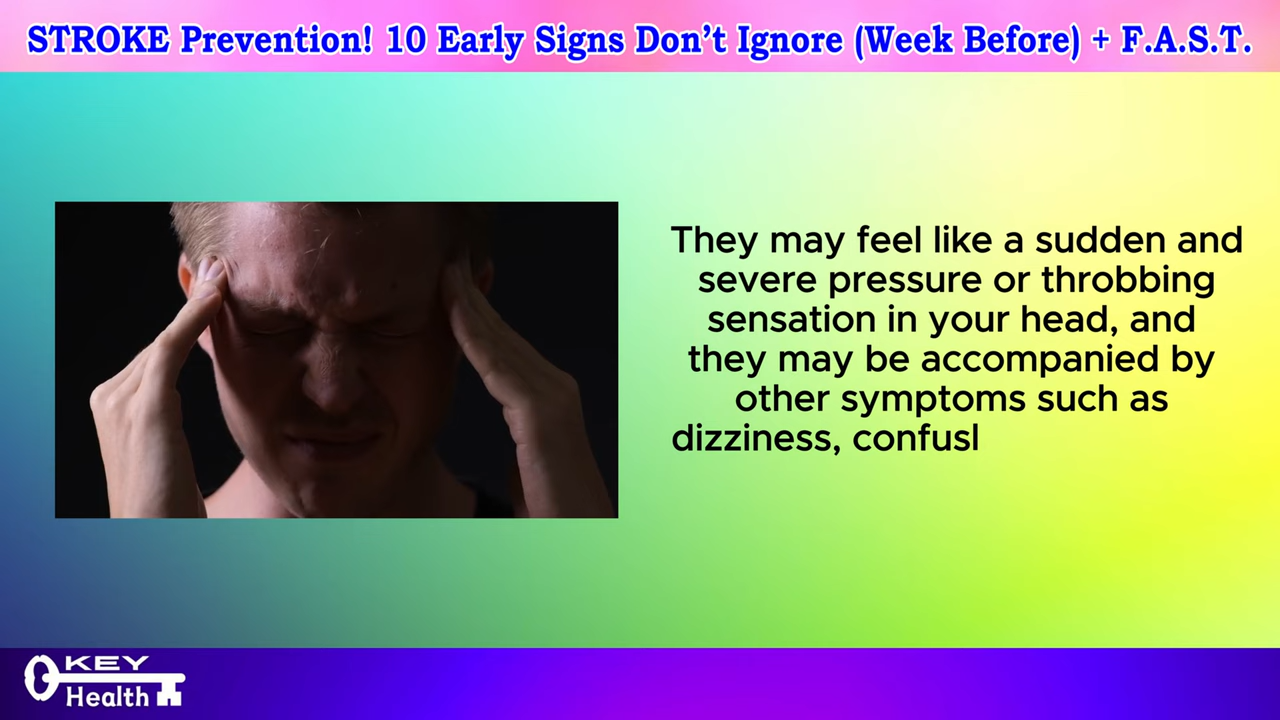 STROKE Prevention! 10 Early Signs Don’t Ignore (Week Before) + F.A.S.T.
They may feel like a sudden and
severe pressure or throbbing
sensation in your head, and
they may be accompanied by
other symptoms such as
dizziness, confusl
KEY
Health